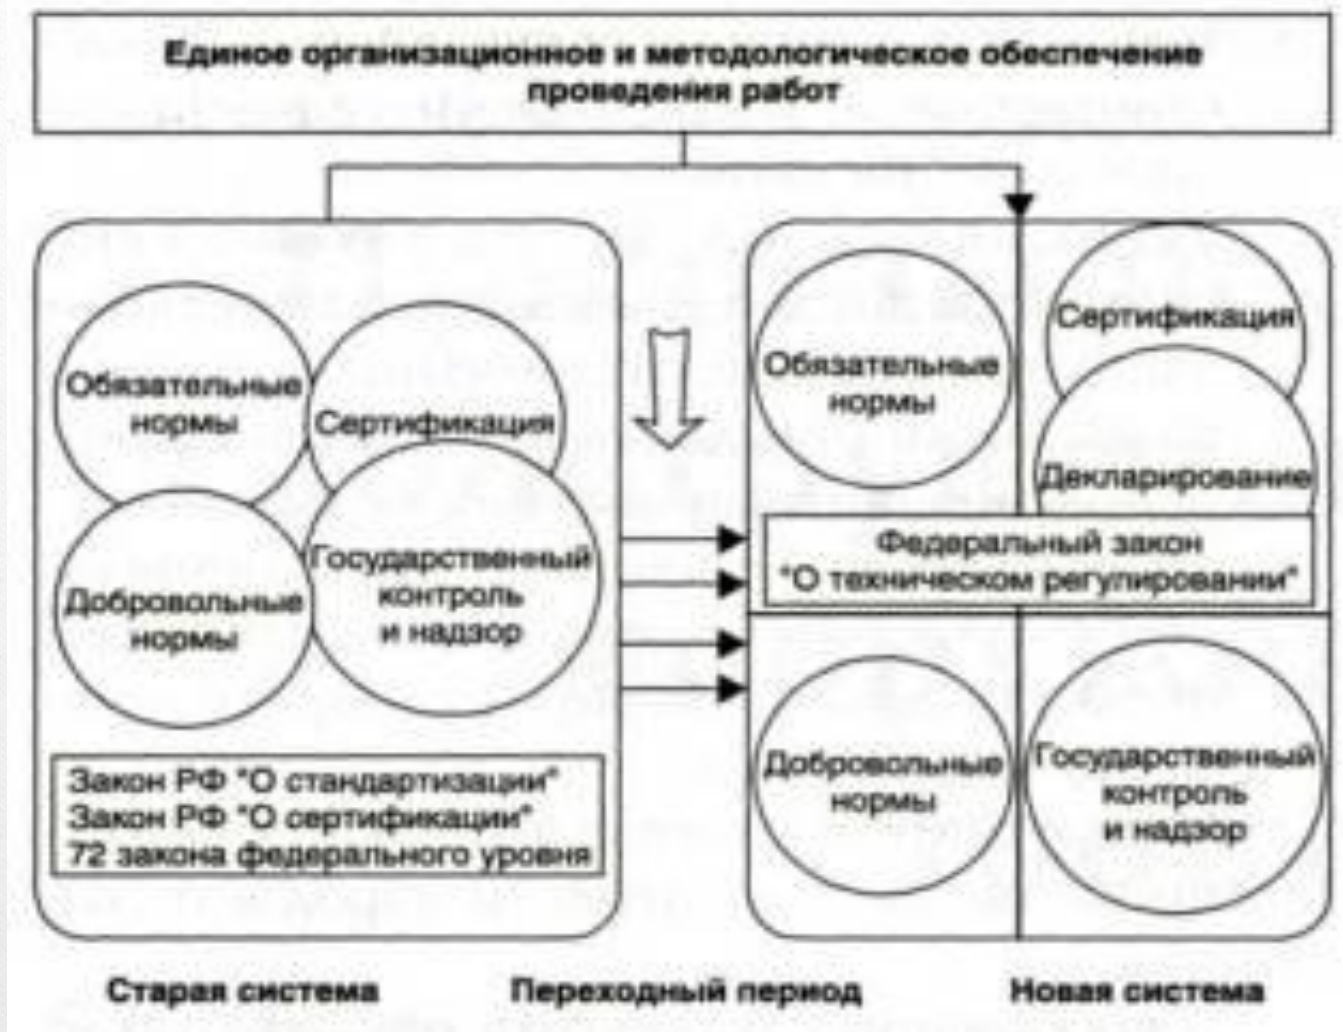 Единое организационное и методологическое обеспечение
проведения работ
Обязательные
нормы
Сертификация
Добровольные
нормы
Государственный
контроль
и надзор
Закон РФ "О стандартизации"
Закон РФ "О сертификации"
72 закона федерального уровня
Обязательные
нормы
Сертификация
Декларирование
Федеральный закон
"О техническом регулировании"
Добровольные
нормы
Государственный
контроль
и надзор
Старая система
Переходный период
Новая система